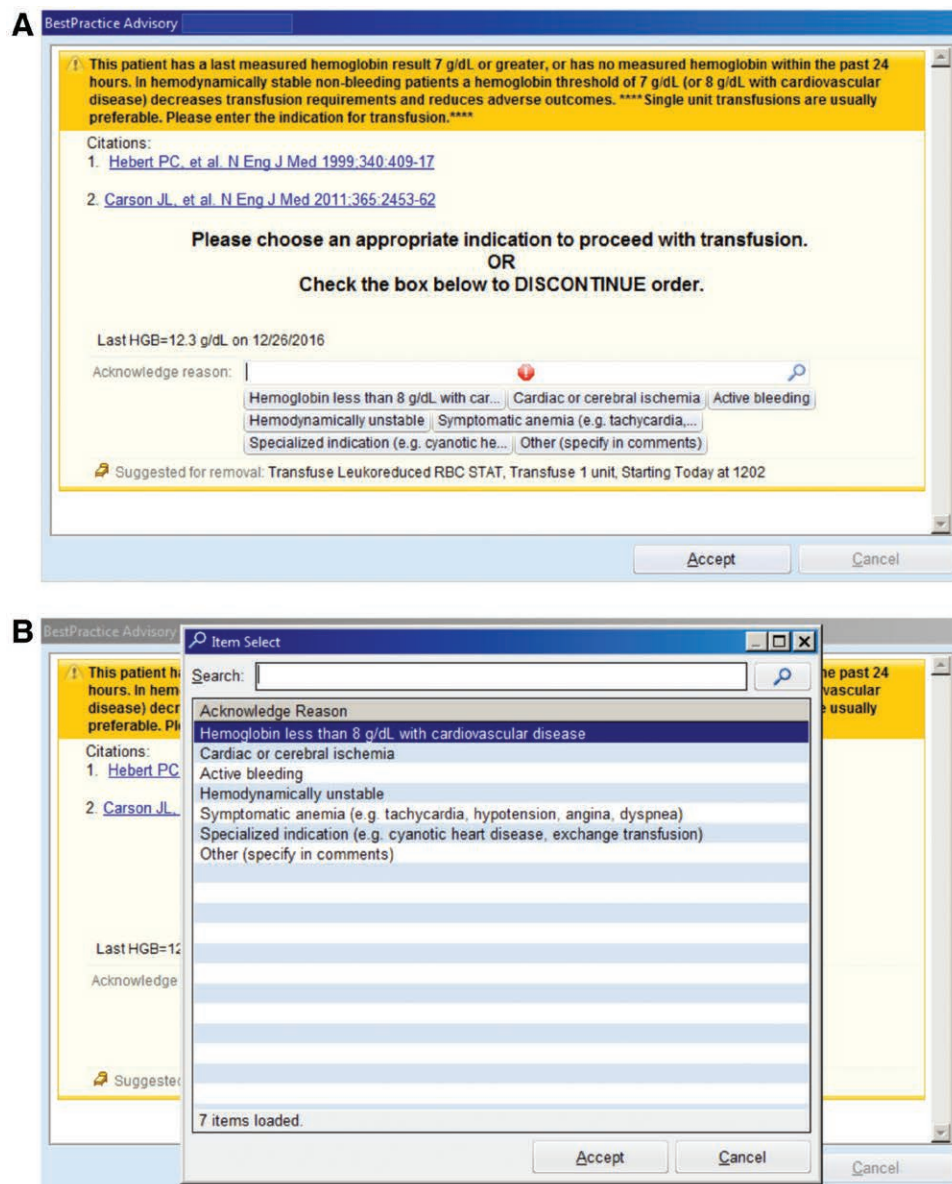 A
BestPractice Advisory
This patient has a last measured hemoglobin result 7 g/dL or greater, or has no measured hemoglobin within the past 24
hours. In hemodynamically stable non-bleeding patients a hemoglobin threshold of 7 g/dL (or 8 g/dL with cardiovascular
disease) decreases transfusion requirements and reduces adverse outcomes. ****Single unit transfusions are usually
preferable. Please enter the indication for transfusion.****
Citations:
1. Hebert PC, et al. N Eng J Med 1999;340:409-17
2. Carson JL, et al. N Eng J Med 2011;365:2453-62
Please choose an appropriate indication to proceed with transfusion.
OR
Check the box below to DISCONTINUE order.
Last HGB=12.3 g/dL on 12/26/2016
Acknowledge reason:
Hemoglobin less than 8 g/dL with car... Cardiac or cerebral ischemia Active bleeding
Hemodynamically unstable Symptomatic anemia (e.g. tachycardia,...
Specialized indication (e.g. cyanotic he... Other (specify in comments)
Suggested for removal: Transfuse Leukoreduced RBC STAT, Transfuse 1 unit, Starting Today at 1202
Accept Cancel
B
BestPractice Advisory
This patient ha
hours. In hem
disease) decr
preferable. Ple
Citations:
1. Hebert PC
2. Carson JL,
Last HGB=12
Acknowledge
Suggested
Item Select
Search:
Acknowledge Reason
Hemoglobin less than 8 g/dL with cardiovascular disease
Cardiac or cerebral ischemia
Active bleeding
Hemodynamically unstable
Symptomatic anemia (e.g. tachycardia, hypotension, angina, dyspnea)
Specialized indication (e.g. cyanotic heart disease, exchange transfusion)
Other (specify in comments)
7 items loaded.
Accept Cancel
he past 24
vascular
e usually
Cancel